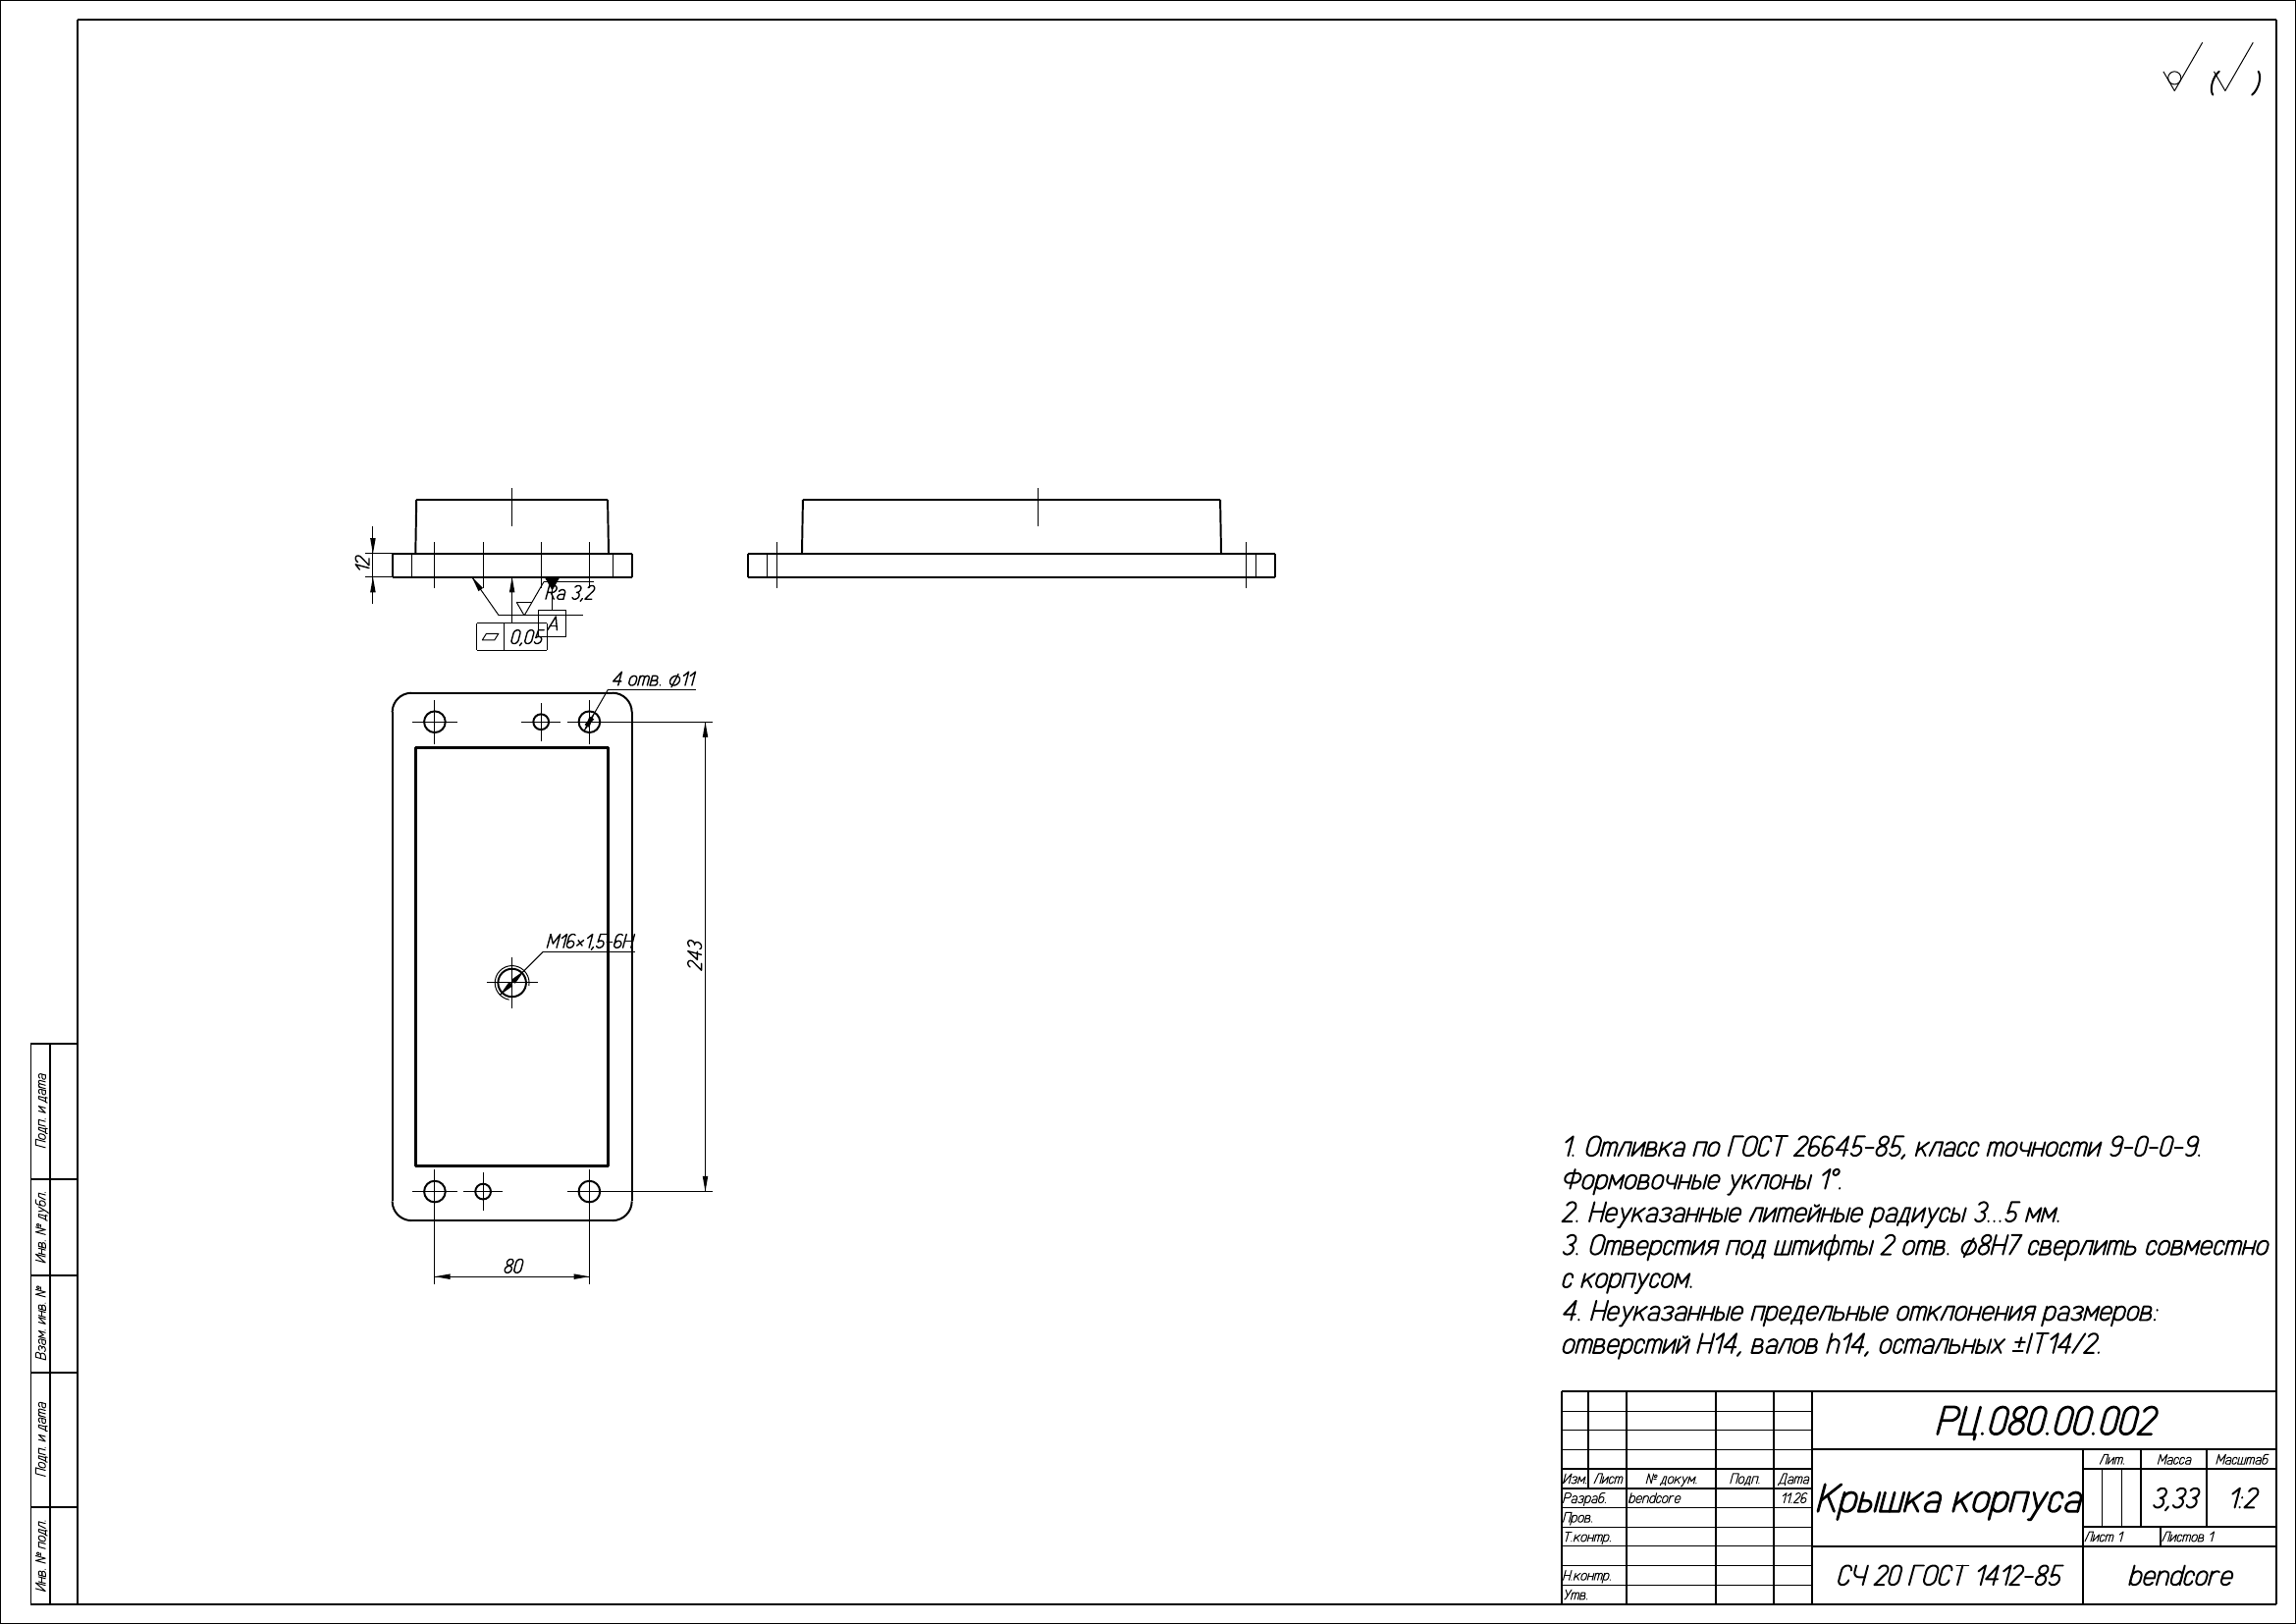 ( )
12
Ra 3,2
A
0,05
4 отв. ϕ11
М16×1,5-6Н
243
80
1. Отливка по ГОСТ 26645-85, класс точности 9-0-0-9.
Формовочные уклоны 1°.
2. Неуказанные литейные радиусы 3...5 мм.
3. Отверстия под штифты 2 отв. ϕ8Н7 сверлить совместно
с корпусом.
4. Неуказанные предельные отклонения размеров:
отверстий Н14, валов h14, остальных ±IT14/2.
Подп. и дата
Инв. № дубл.
Взам. инв. №
Подп. и дата
Инв. № подл.
РЦ.080.00.002
Лит. Масса Масштаб
Изм. Лист № докум. Подп. Дата
Разраб. bendcore 11.26
Крышка корпуса
3,33 1:2
Пров.
Т.контр.
Лист 1 Листов 1
Н.контр.
Утв.
СЧ 20 ГОСТ 1412-85
bendcore